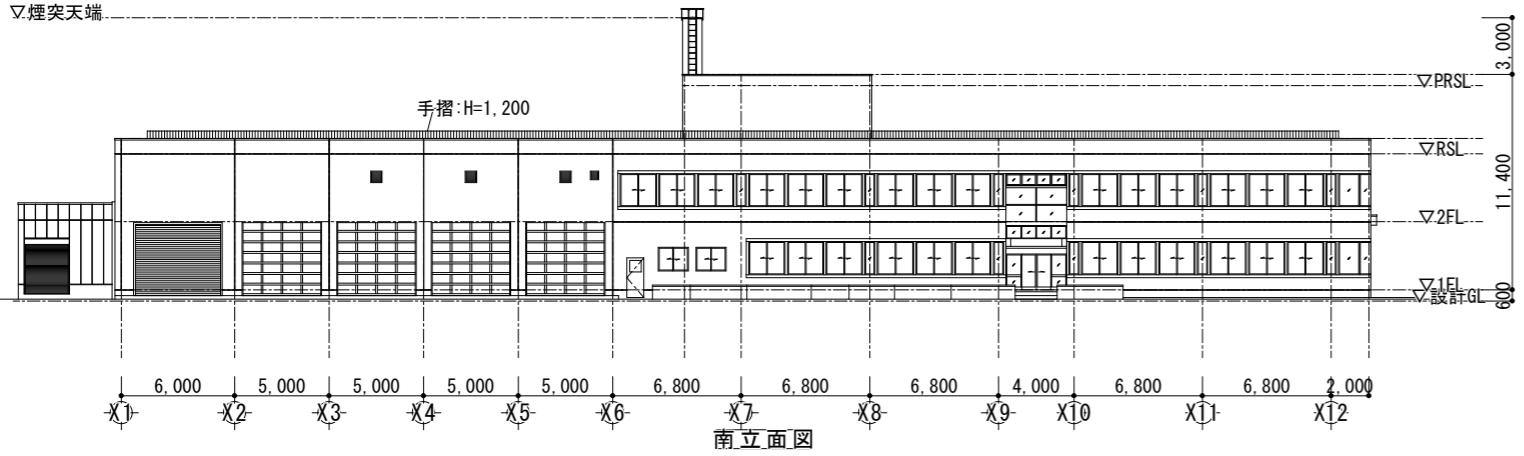 ▽煙突天端
3,000
▽PRSL
手摺:H=1,200
▽RSL
11,400
▽2FL
▽1FL
▽設計GL
600
6,000 5,000 5,000 5,000 5,000 6,800 6,800 6,800 4,000 6,800 6,800 2,000
X1 X2 X3 X4 X5 X6 X7 X8 X9 X10 X11 X12
南立面図